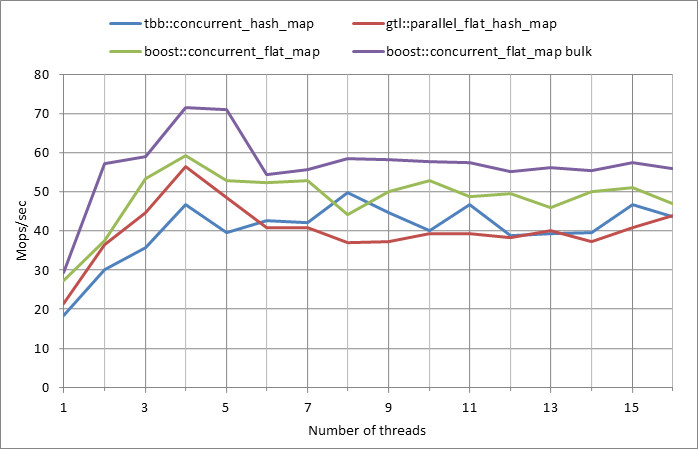 tbb::concurrent_hash_map
gtl::parallel_flat_hash_map
boost::concurrent_flat_map
boost::concurrent_flat_map bulk
80
70
60
50
40
30
20
10
0
Mops/sec
1
3
5
7
9
11
13
15
Number of threads